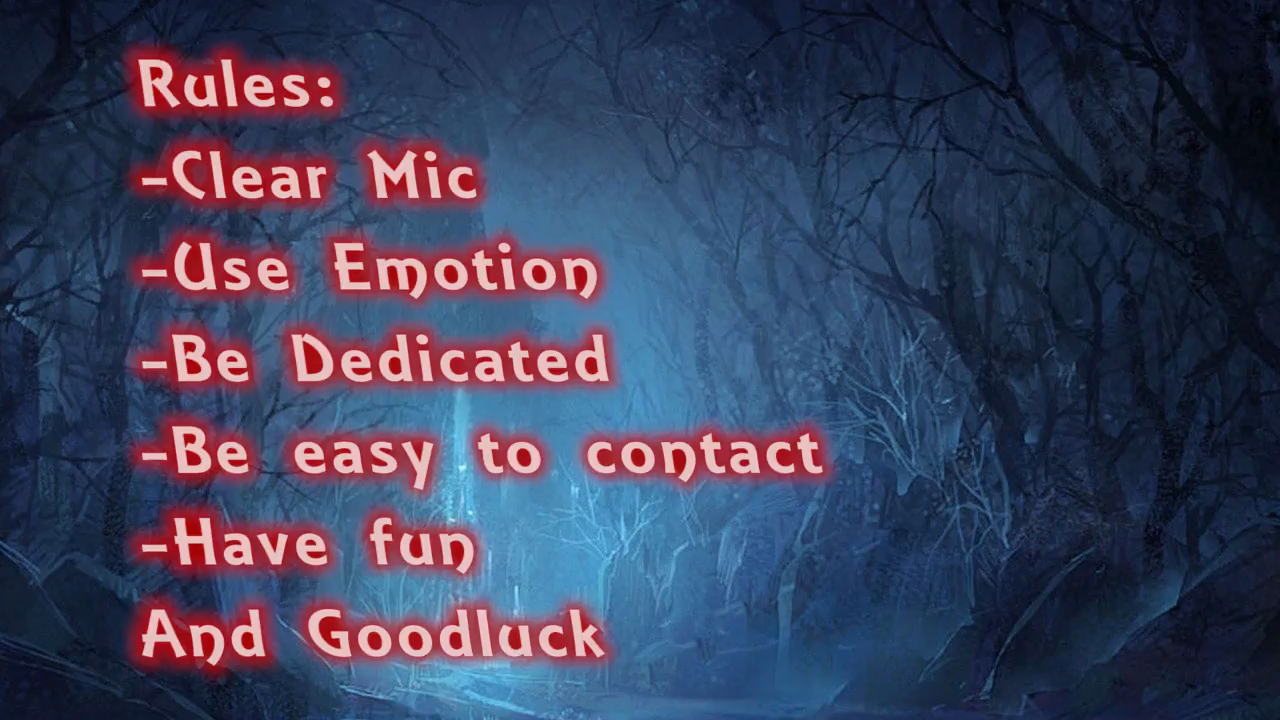 Rules:
-Clear Mic
-Use Emotion
-Be Dedicated
-Be easy to contact
-Have fun
And Goodluck